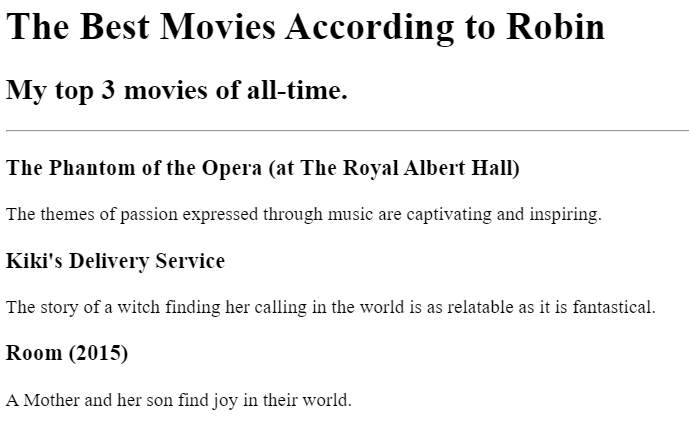 The Best Movies According to Robin
My top 3 movies of all-time.
The Phantom of the Opera (at The Royal Albert Hall)
The themes of passion expressed through music are captivating and inspiring.
Kiki's Delivery Service
The story of a witch finding her calling in the world is as relatable as it is fantastical.
Room (2015)
A Mother and her son find joy in their world.